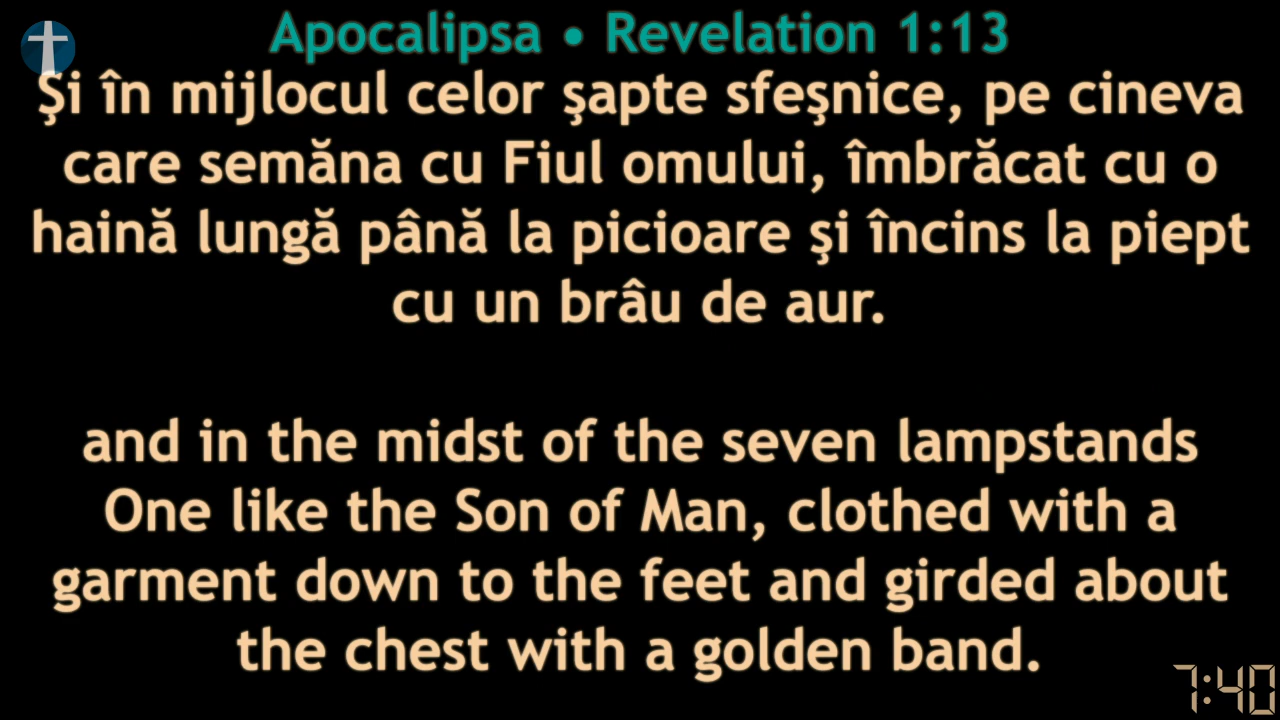 Apocalipsa • Revelation 1:13
Şi în mijlocul celor şapte sfeşnice, pe cineva
care semăna cu Fiul omului, îmbrăcat cu o
haină lungă până la picioare şi încins la piept
cu un brâu de aur.
and in the midst of the seven lampstands
One like the Son of Man, clothed with a
garment down to the feet and girded about
the chest with a golden band.
7:40